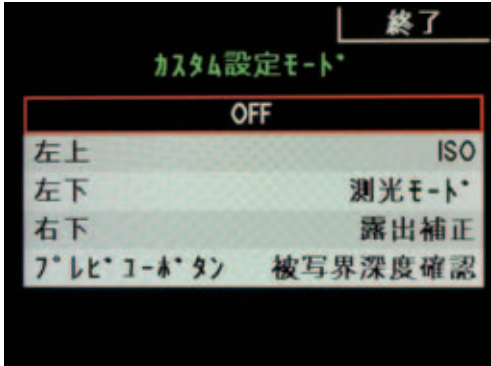 終了
カスタム設定モード
OFF
左上 ISO
左下 測光モード
右下 露出補正
プレビューボタン 被写界深度確認